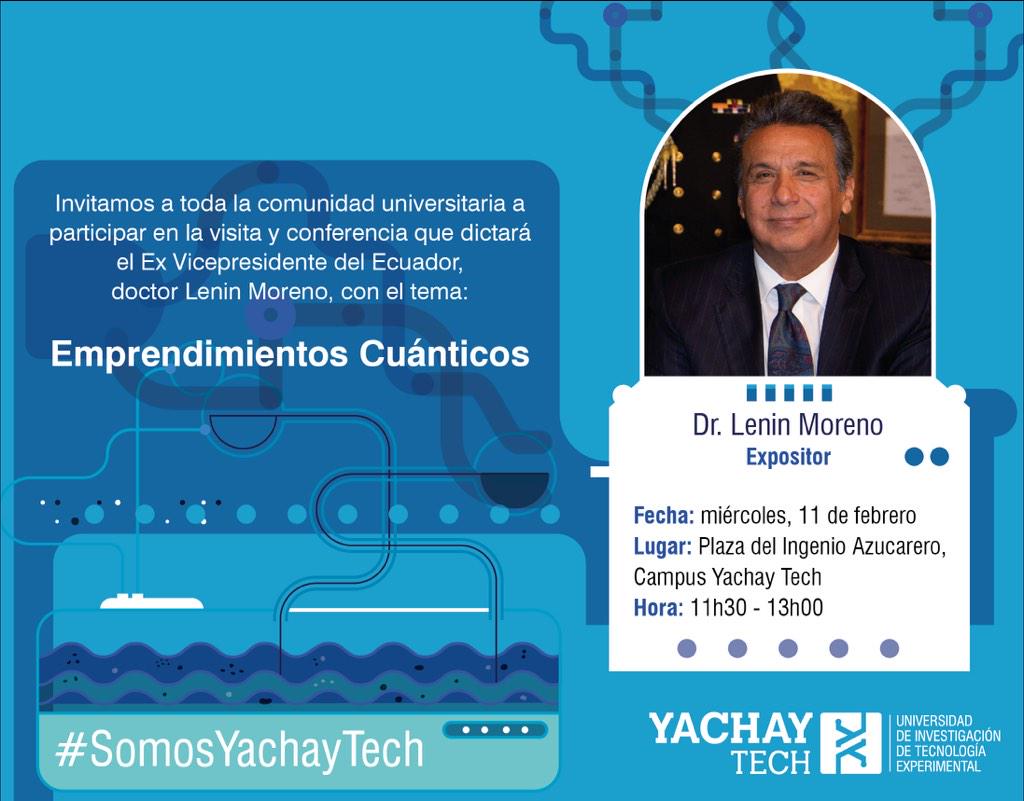 Invitamos a toda la comunidad universitaria a
participar en la visita y conferencia que dictará
el Ex Vicepresidente del Ecuador,
doctor Lenin Moreno, con el tema:
Emprendimientos Cuánticos
Dr. Lenin Moreno
Expositor
Fecha: miércoles, 11 de febrero
Lugar: Plaza del Ingenio Azucarero,
Campus Yachay Tech
Hora: 11h30 - 13h00
#SomosYachayTech
YACHAY
TECH
UNIVERSIDAD
DE INVESTIGACIÓN
DE TECNOLOGÍA
EXPERIMENTAL